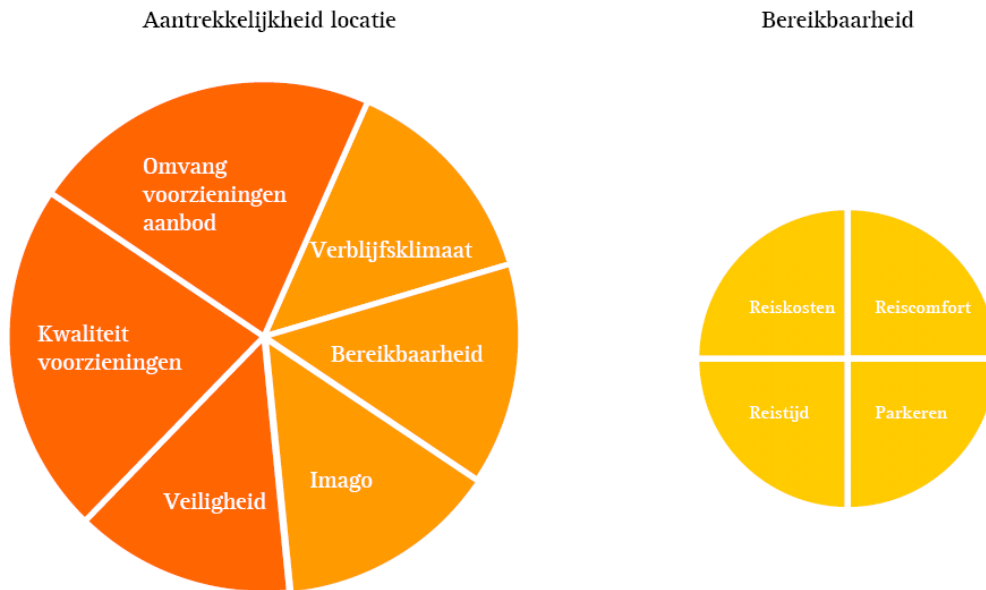 Aantrekkelijkheid locatie
Bereikbaarheid
Omvang
voorzieningen
aanbod
Verblijfsklimaat
Kwaliteit
voorzieningen
Bereikbaarheid
Imago
Veiligheid
Reiskosten
Reiscomfort
Reistijd
Parkeren